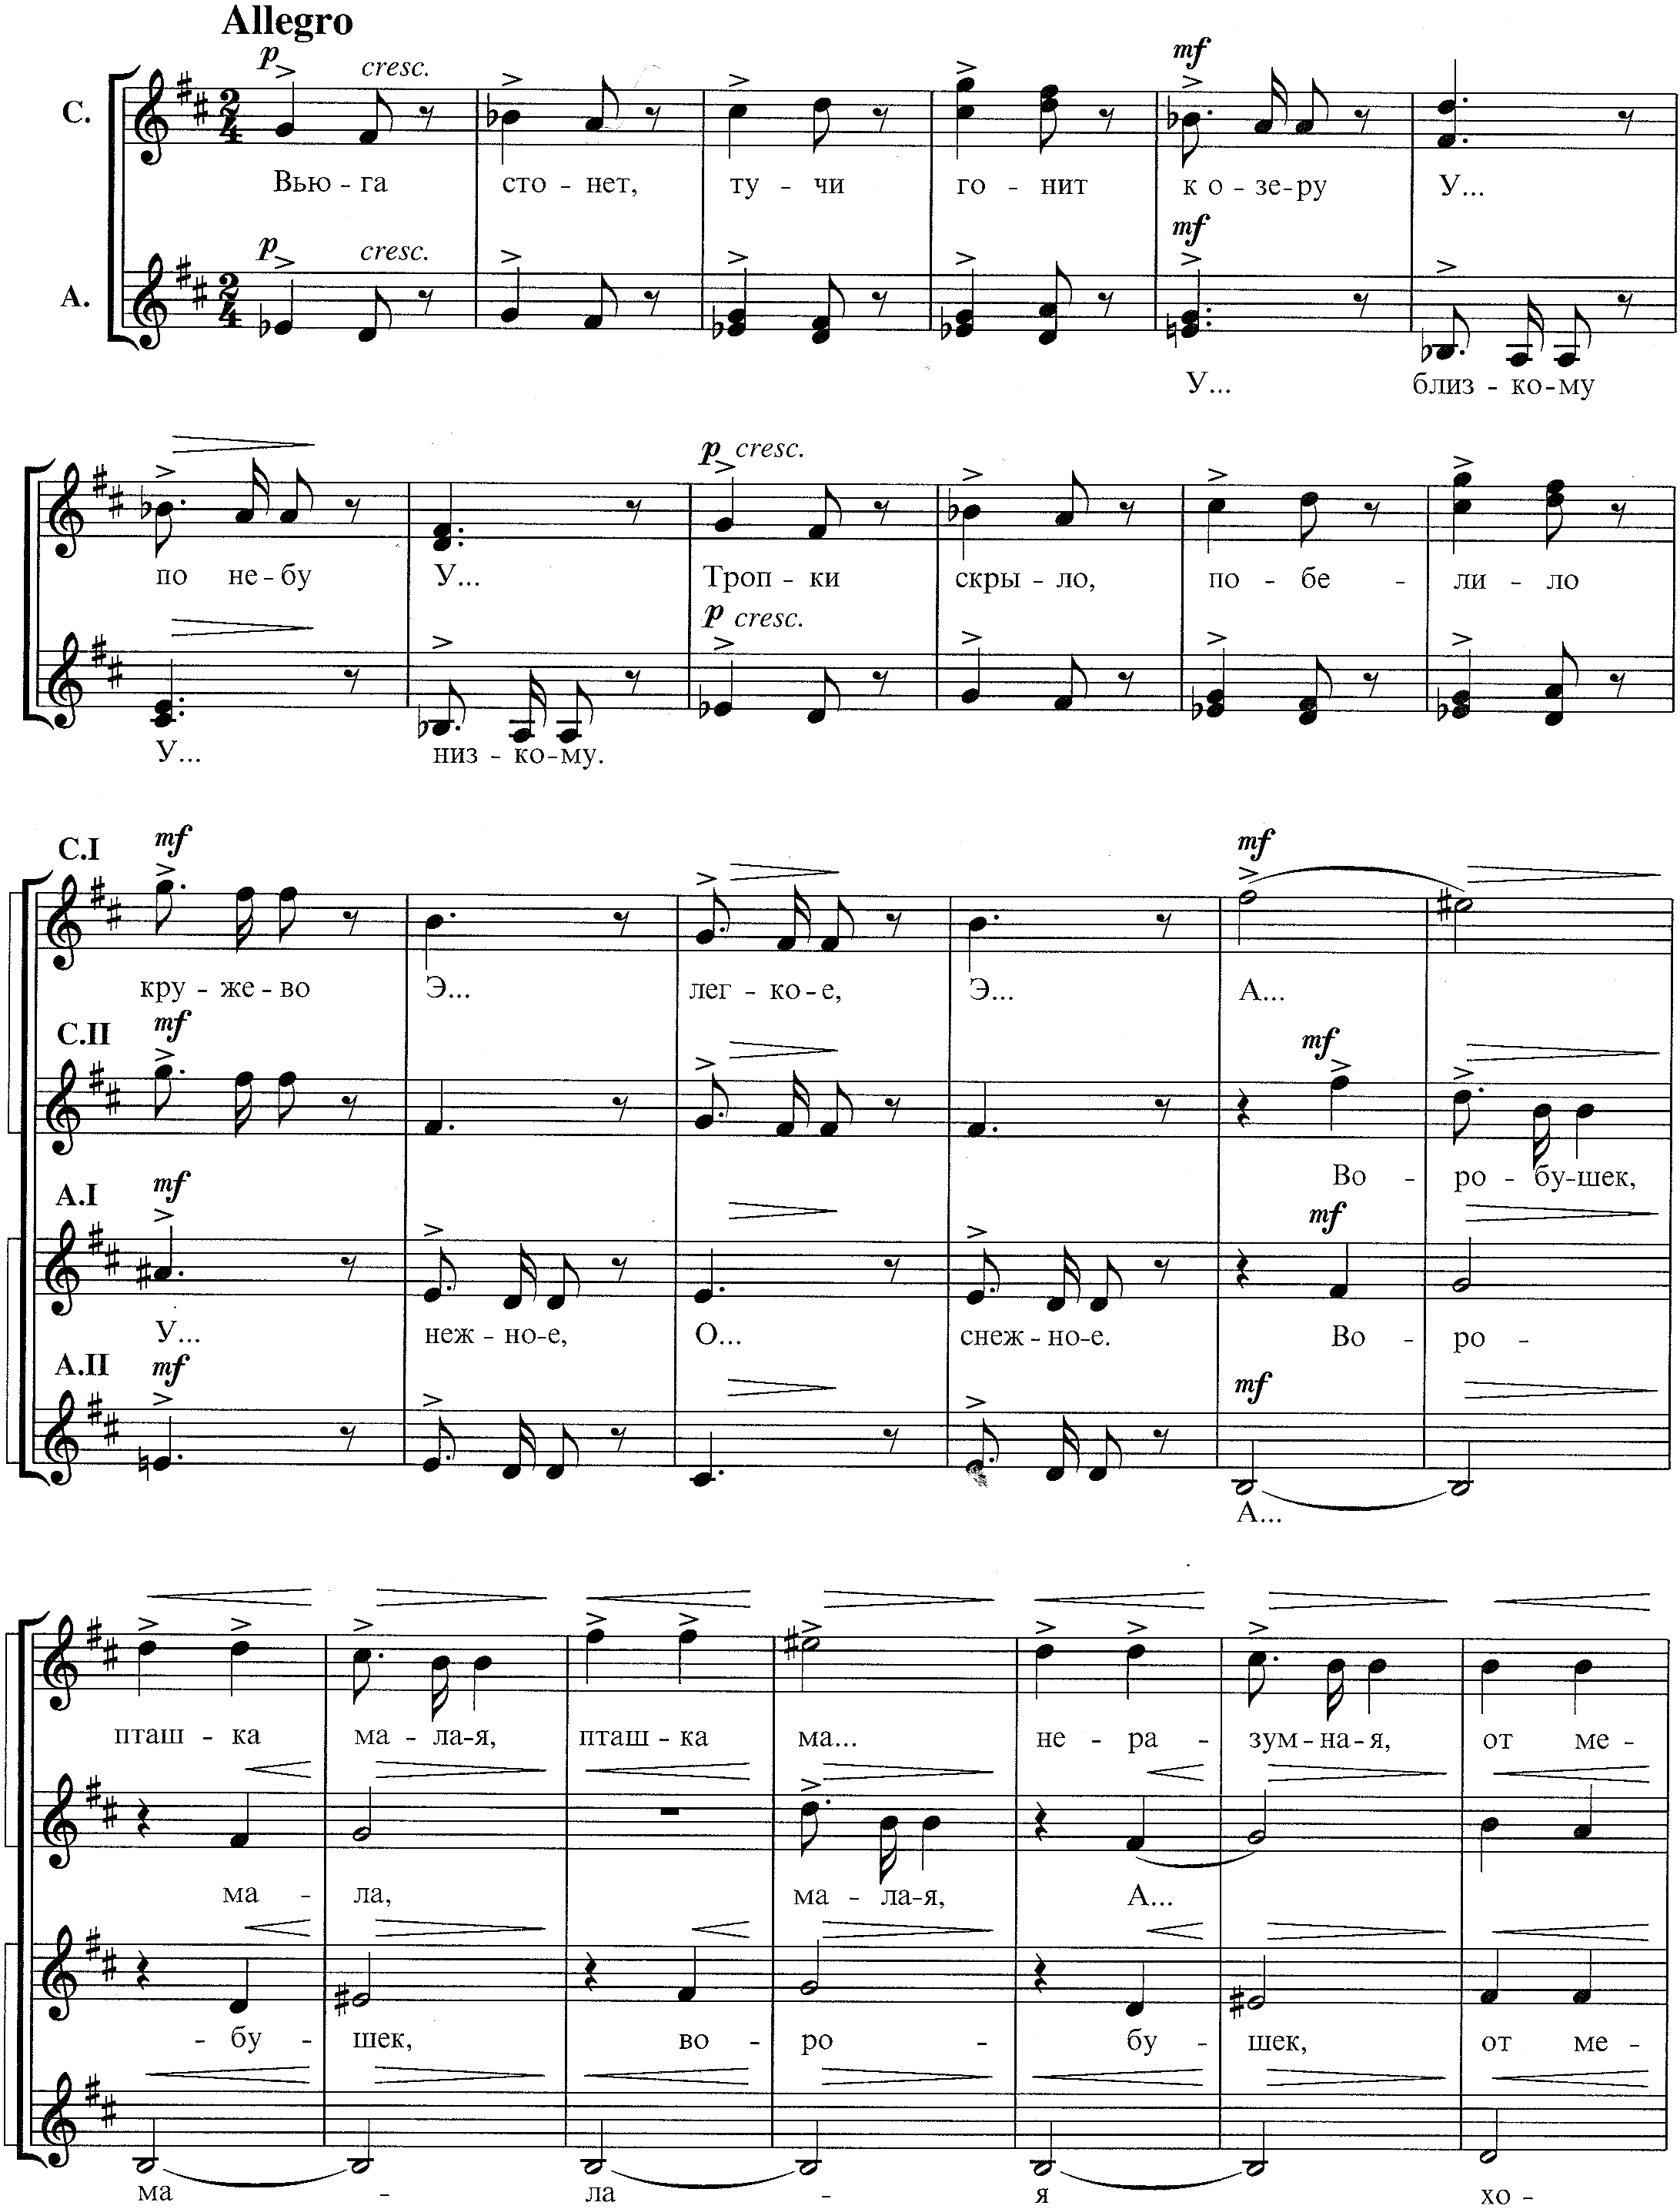 Allegro
p cresc. mf
C.
Вью - га сто - нет, ту - чи го - нит к о - зе - ру У...
p cresc. mf
A.
У... близ - ко - му
по не - бу У... p cresc. Троп - ки скры - ло, по - бе - ли - ло
p cresc.
У... низ - ко - му.
C.I mf mf
кру - же - во Э... лег - ко - е, Э... А...
C.II mf mf
Во - ро - бу - шек,
A.I mf mf
У... неж - но - е, О... снеж - но - е. Во - ро -
A.II mf mf
А...
пташ - ка ма - ла - я, пташ - ка ма... не - ра - зум - на - я, от ме -
ма - ла, ма - ла - я, А...
- бу - шек, во - ро - бу - шек, от ме -
ма - ла - я хо -